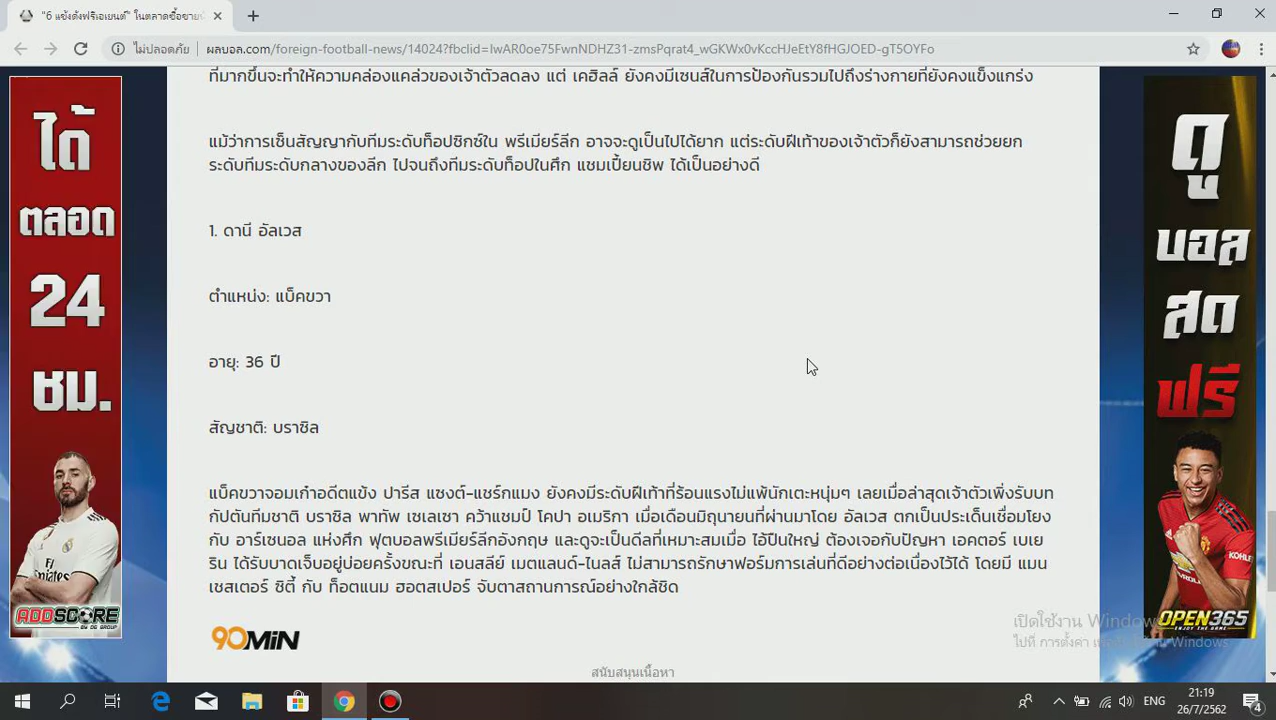 "6 แข้งดังฟรีเอเยนต์" ในตลาดซื้อขาย
ไม่ปลอดภัย | ผลบอล.com/foreign-football-news/14024?fbclid=IwAR0oe75FwnNDHZ31-zmsPqrat4_wGKWx0vKccHJeEtY8fHGJOED-gT5OYFo
ที่มากขึ้นจะทำให้ความคล่องแคล่วของเจ้าตัวลดลง แต่ เคฮิลล์ ยังคงมีเซนส์ในการป้องกันรวมไปถึงร่างกายที่ยังคงแข็งแกร่ง
แม้ว่าการเซ็นสัญญากับทีมระดับท็อปซิกซ์ใน พรีเมียร์ลีก อาจจะดูเป็นไปได้ยาก แต่ระดับฝีเท้าของเจ้าตัวก็ยังสามารถช่วยยก
ระดับทีมระดับกลางของลีก ไปจนถึงทีมระดับท็อปในศึก แชมเปี้ยนชิพ ได้เป็นอย่างดี
1. ดานี อัลเวส
ตำแหน่ง: แบ็คขวา
อายุ: 36 ปี
สัญชาติ: บราซิล
แบ็คขวาจอมเก๋าอดีตแข้ง ปารีส แซงต์-แชร์กแมง ยังคงมีระดับฝีเท้าที่ร้อนแรงไม่แพ้นักเตะหนุ่มๆ เลยเมื่อล่าสุดเจ้าตัวเพิ่งรับบท
กัปตันทีมชาติ บราซิล พาทัพ เซเลเซา คว้าแชมป์ โคปา อเมริกา เมื่อเดือนมิถุนายนที่ผ่านมาโดย อัลเวส ตกเป็นประเด็นเชื่อมโยง
กับ อาร์เซนอล แห่งศึก ฟุตบอลพรีเมียร์ลีกอังกฤษ และดูจะเป็นดีลที่เหมาะสมเมื่อ ไอ้ปืนใหญ่ ต้องเจอกับปัญหา เอคตอร์ เบเย
ริน ได้รับบาดเจ็บอยู่บ่อยครั้งขณะที่ เอนสลีย์ เมตแลนด์-ไนลส์ ไม่สามารถรักษาฟอร์มการเล่นที่ดีอย่างต่อเนื่องไว้ได้ โดยมี แมน
เชสเตอร์ ซิตี้ กับ ท็อตแนม ฮอตสเปอร์ จับตาสถานการณ์อย่างใกล้ชิด
90MiN
สนับสนุนเนื้อหา
ได้
ตลอด
24
ชม.
Fly
Emirates
ADDSCORE
BY DG GROUP
ดู
บอล
สด
ฟรี
KOHLER
OPEN365
ENJOY THE GAME
เปิดใช้งาน Windows
ไปที่ การตั้งค่า Windows
ENG
21:19
26/7/2562
4